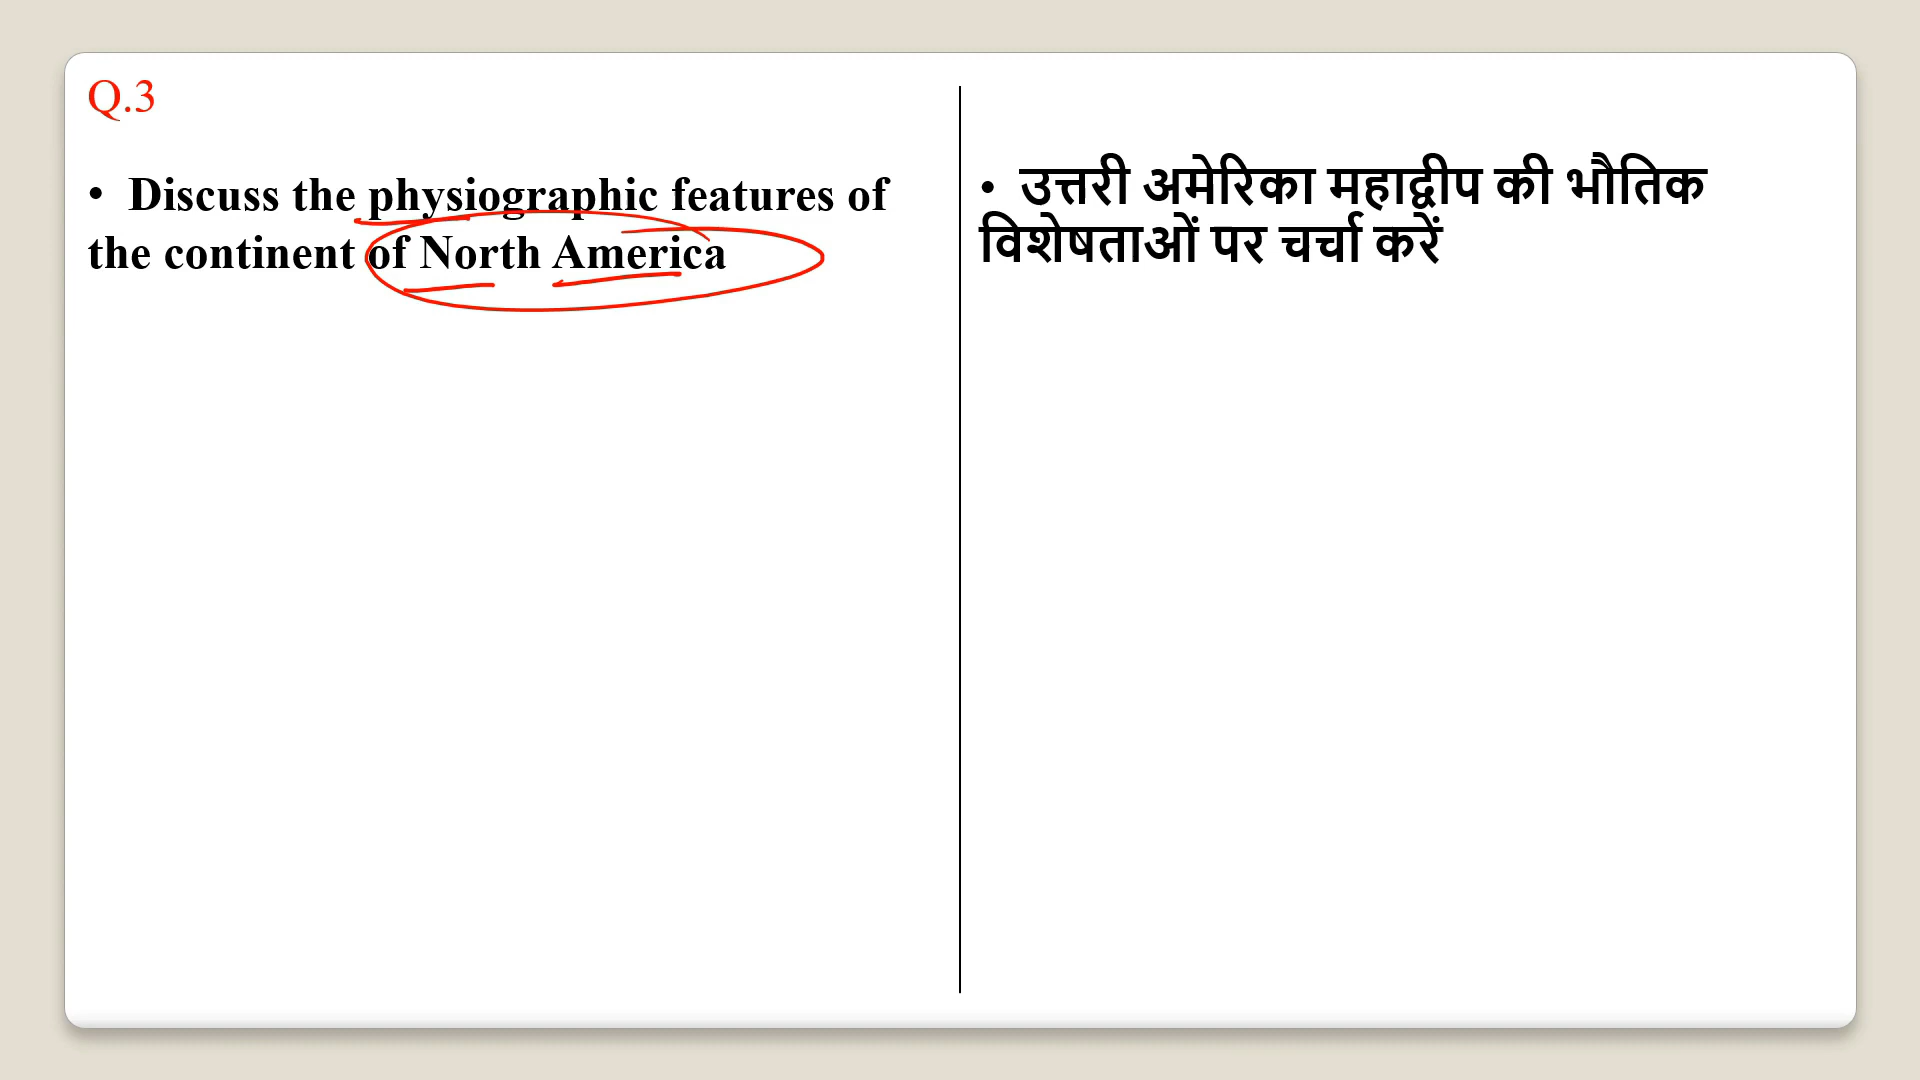 Q.3
• Discuss the physiographic features of
the continent of North America
• उत्तरी अमेरिका महाद्वीप की भौतिक
विशेषताओं पर चर्चा करें